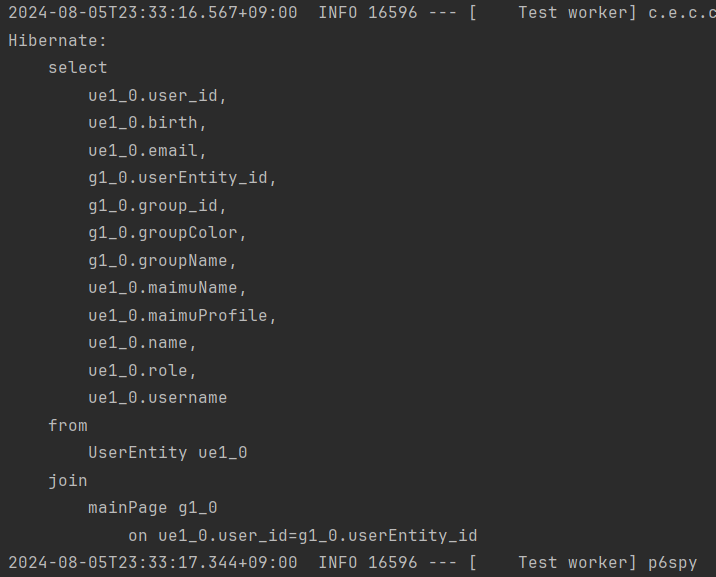 2024-08-05T23:33:16.567+09:00  INFO 16596 --- [    Test worker] c.e.c.c
Hibernate:
    select
        ue1_0.user_id,
        ue1_0.birth,
        ue1_0.email,
        g1_0.userEntity_id,
        g1_0.group_id,
        g1_0.groupColor,
        g1_0.groupName,
        ue1_0.maimuName,
        ue1_0.maimuProfile,
        ue1_0.name,
        ue1_0.role,
        ue1_0.username
    from
        UserEntity ue1_0
    join
        mainPage g1_0
            on ue1_0.user_id=g1_0.userEntity_id
2024-08-05T23:33:17.344+09:00  INFO 16596 --- [    Test worker] p6spy